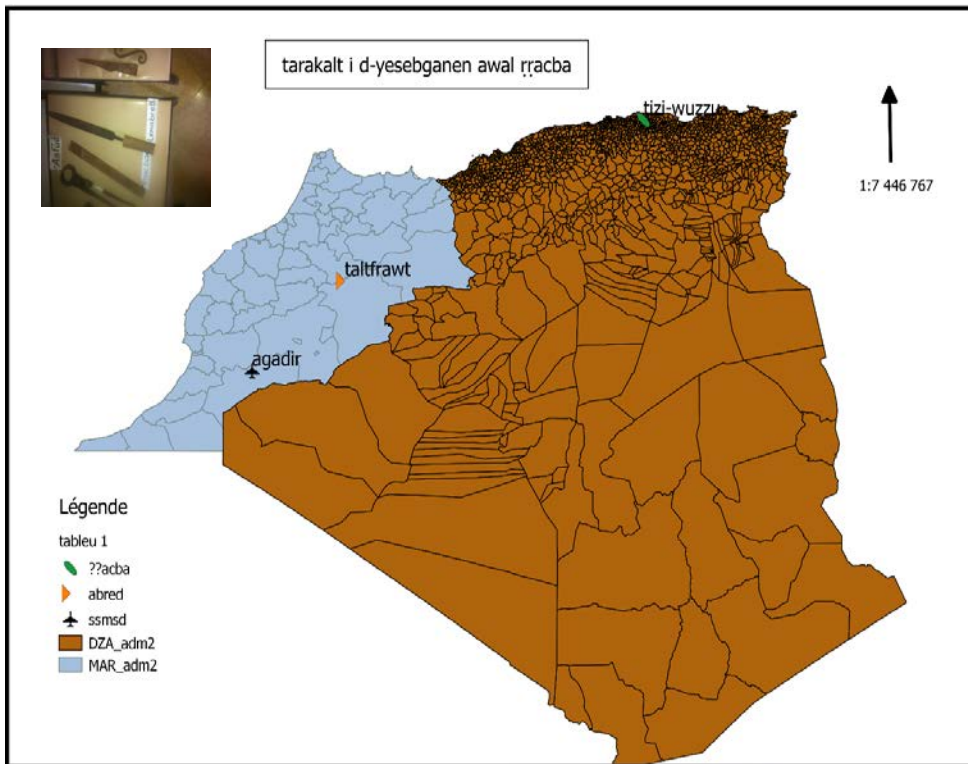 tarakalt i d-yesebganen awal ṛṛacba
tizi-wuzzu
1:7 446 767
taltfrawt
agadir
Légende
tableu 1
??acba
abred
ssmsd
DZA_adm2
MAR_adm2